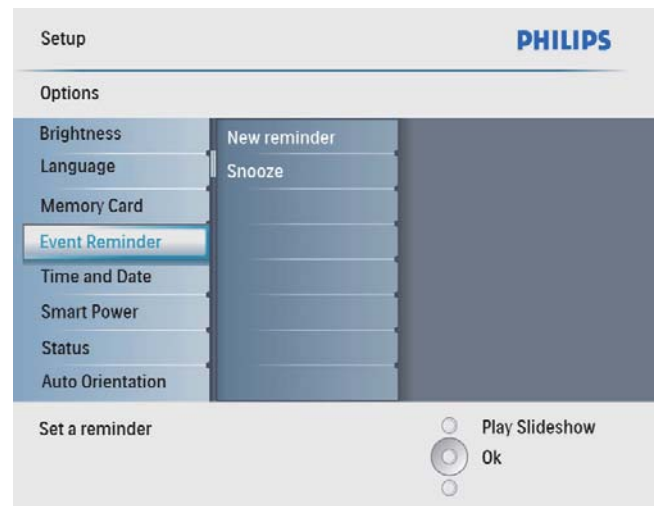 Setup
PHILIPS
Options
Brightness
Language
Memory Card
Event Reminder
Time and Date
Smart Power
Status
Auto Orientation
New reminder
Snooze
Set a reminder
Play Slideshow
Ok